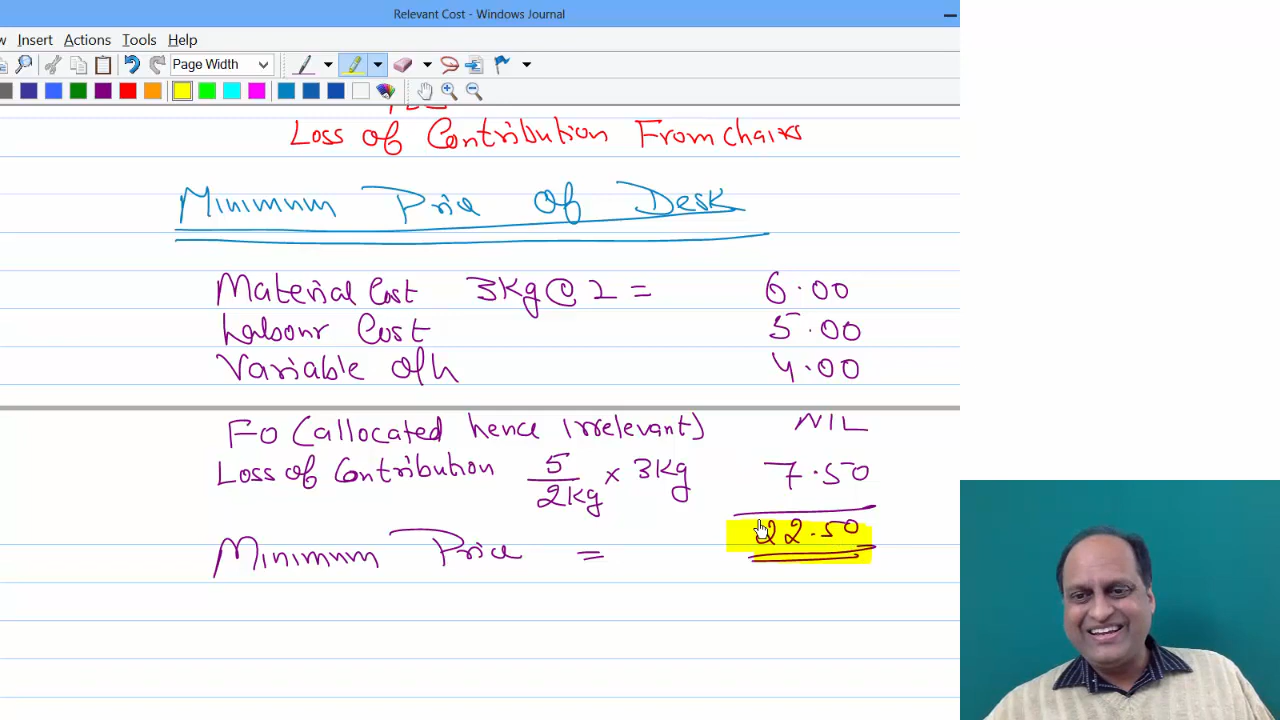 Relevant Cost - Windows Journal
Insert Actions Tools Help
Page Width
Loss of Contribution From chairs
Minimum Price Of Desk
Material Cost 3Kg @ 2 = 6.00
Labour Cost 5.00
Variable O/h 4.00
FO (allocated hence Irrelevant) NIL
Loss of Contribution 5/2Kg × 3Kg 7.50
Minimum Price = 22.50